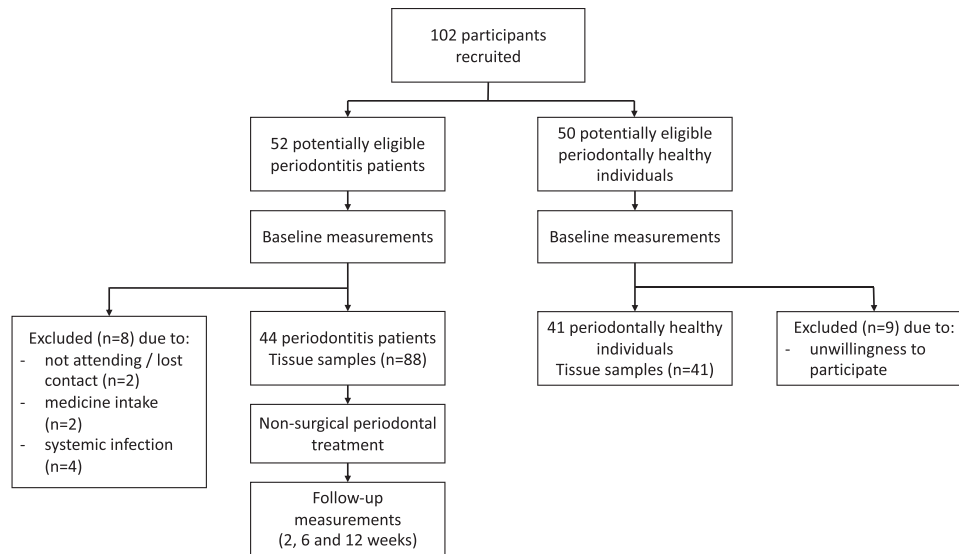 102 participants
recruited
52 potentially eligible
periodontitis patients
50 potentially eligible
periodontally healthy
individuals
Baseline measurements
Baseline measurements
Excluded (n=8) due to:
- not attending / lost
contact (n=2)
- medicine intake
(n=2)
- systemic infection
(n=4)
44 periodontitis patients
Tissue samples (n=88)
41 periodontally healthy
individuals
Tissue samples (n=41)
Excluded (n=9) due to:
- unwillingness to
participate
Non-surgical periodontal
treatment
Follow-up
measurements
(2, 6 and 12 weeks)